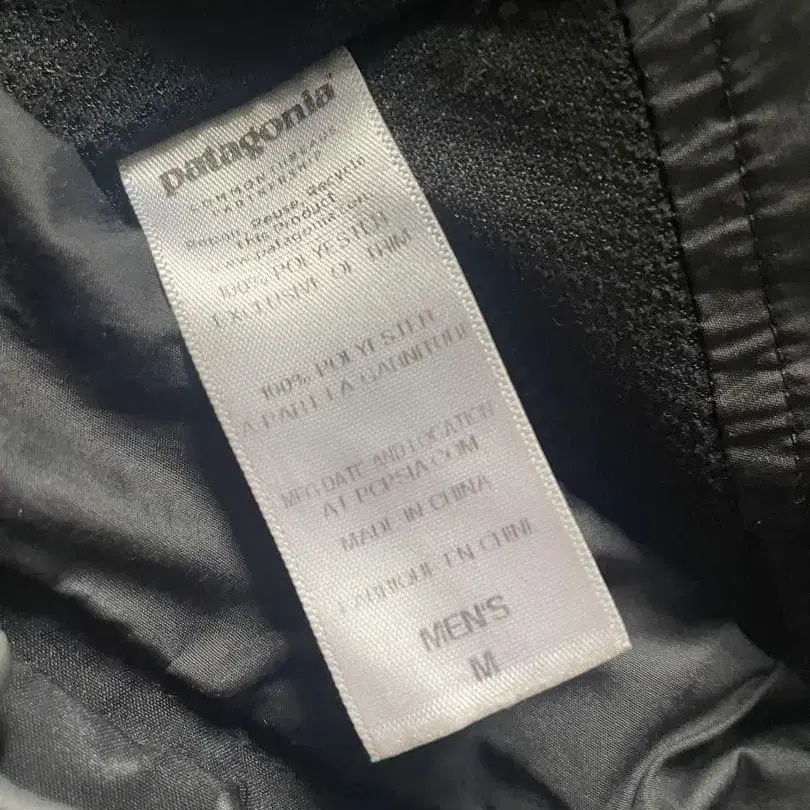 patagonia
COMMON THREADS
PARTNERSHIP
Repair, Reuse, Recycle
This Product
www.patagonia.com
100% POLYESTER
EXCLUSIVE OF TRIM
100% POLYESTER
A PART LA GARNITURE
MFG DATE AND LOCATION
AT PCPSIA.COM
MADE IN CHINA
FABRIQUE EN CHINE
MEN'S
M